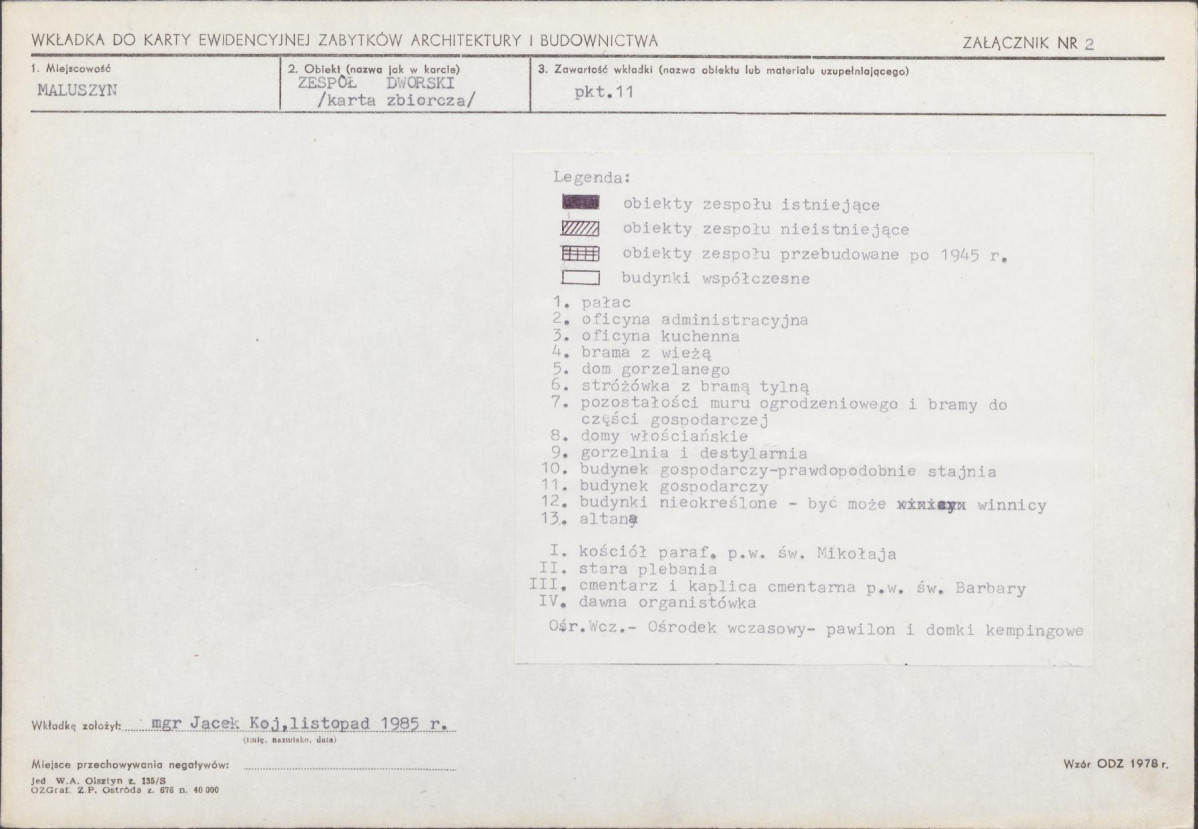 WKŁADKA DO KARTY EWIDENCYJNEJ ZABYTKÓW ARCHITEKTURY I BUDOWNICTWA
ZAŁĄCZNIK NR 2
1. Miejscowość
MALUSZYN
2. Obiekt (nazwa jak w karcie)
ZESPÓŁ DWORSKI
/karta zbiorcza/
3. Zawartość wkładki (nazwa obiektu lub materiału uzupełniającego)
pkt.11
Legenda:
obiekty zespołu istniejące
obiekty zespołu nieistniejące
obiekty zespołu przebudowane po 1945 r.
budynki współczesne
1. pałac
2. oficyna administracyjna
3. oficyna kuchenna
4. brama z wieżą
5. dom gorzelanego
6. stróżówka z bramą tylną
7. pozostałości muru ogrodzeniowego i bramy do
części gospodarczej
8. domy włościańskie
9. gorzelnia i destylarnia
10. budynek gospodarczy-prawdopodobnie stajnia
11. budynek gospodarczy
12. budynki nieokreślone - być może winnicy
13. altana
I. kościół paraf. p.w. św. Mikołaja
II. stara plebania
III. cmentarz i kaplica cmentarna p.w. św. Barbary
IV. dawna organistówka
Ośr.Wcz.- Ośrodek wczasowy- pawilon i domki kempingowe
Wkładkę założył: mgr Jacek Koj,listopad 1985 r.
(imię, nazwisko, data)
Miejsce przechowywania negatywów:
Jed W.A. Olsztyn z. 135/S
OZGraf. Z.P. Ostróda z. 676 n. 40 000
Wzór ODZ 1978 r.